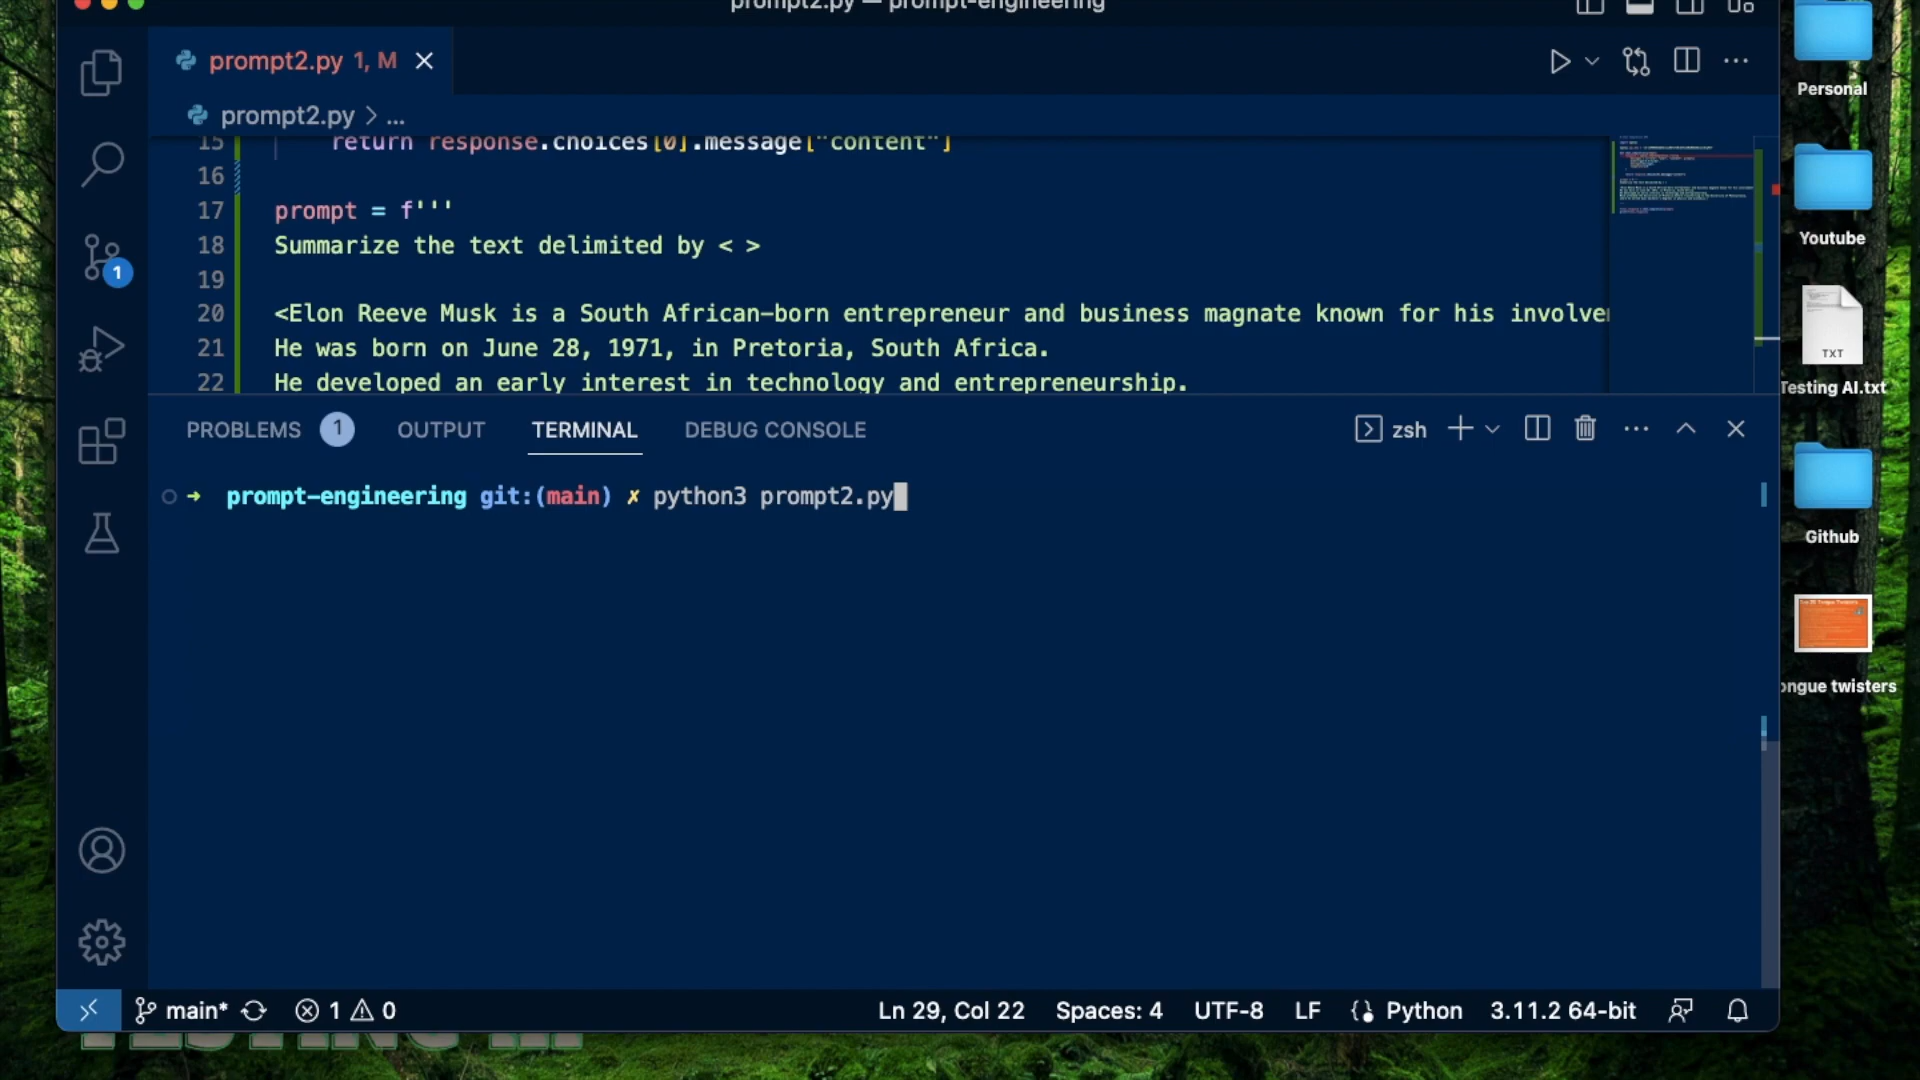 prompt2.py — prompt-engineering
prompt2.py 1, M
prompt2.py > ...
15 return response.choices[0].message["content"]
16
17 prompt = f'''
18 Summarize the text delimited by < >
19
20 <Elon Reeve Musk is a South African-born entrepreneur and business magnate known for his involve
21 He was born on June 28, 1971, in Pretoria, South Africa.
22 He developed an early interest in technology and entrepreneurship.
1
PROBLEMS 1 OUTPUT TERMINAL DEBUG CONSOLE zsh
→ prompt-engineering git:(main) ✗ python3 prompt2.py
main* 1 0 Ln 29, Col 22 Spaces: 4 UTF-8 LF Python 3.11.2 64-bit
Personal
Youtube
TXT
Testing AI.txt
Github
ongue twisters